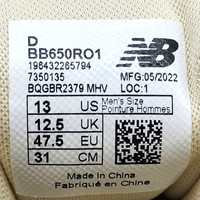 D
BB650RO1
196432265794
7350135 MFG:05/2022
BQGBR2379 MHV LOC:1
13 US Men's Size
Pointure Hommes
12.5 UK
47.5 EU
31 CM
Made in China
Fabriqué en Chine